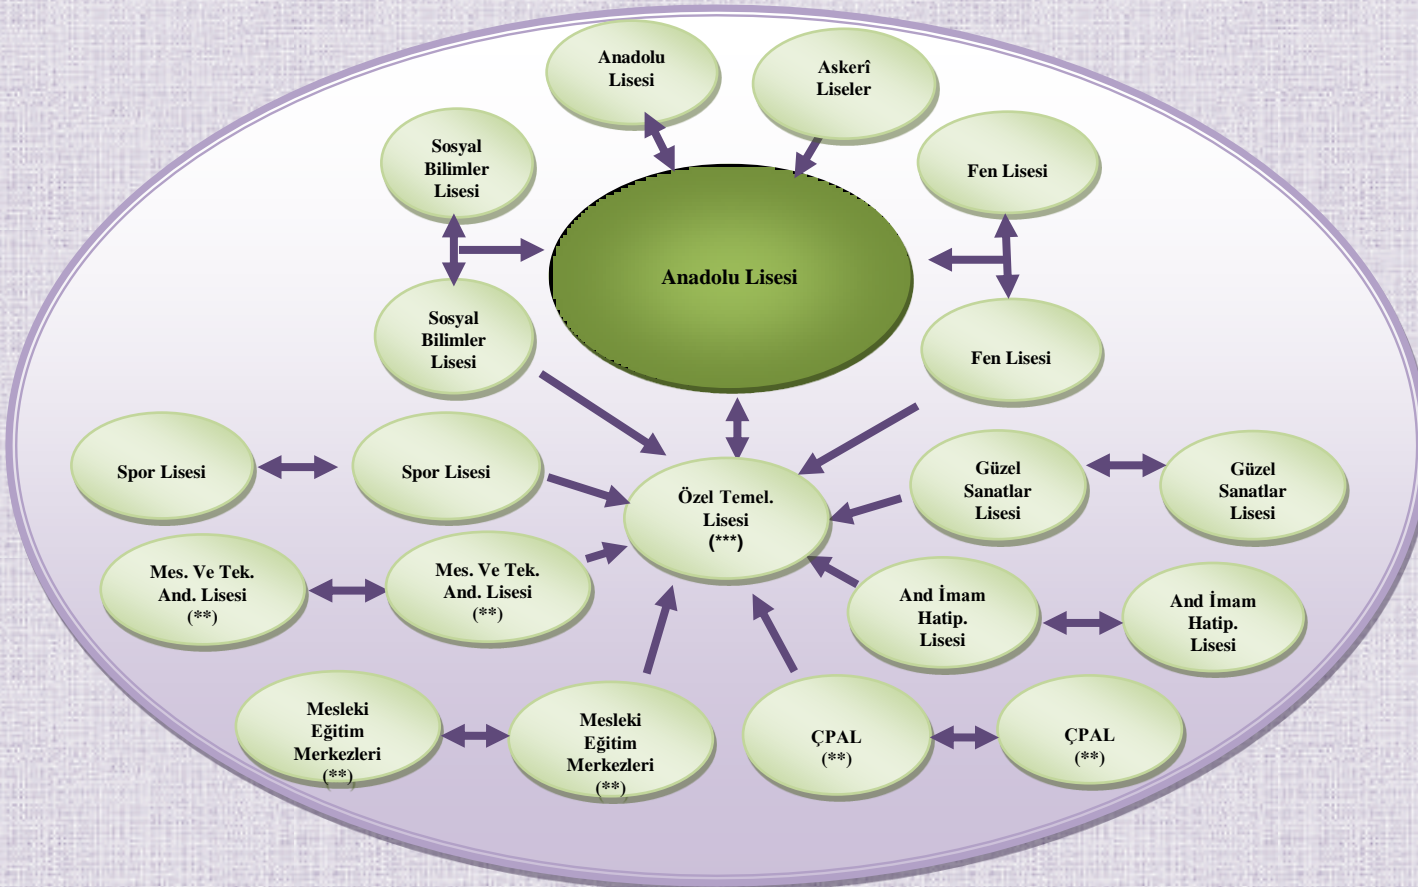 Anadolu
Lisesi
Askerî
Liseler
Sosyal
Bilimler
Lisesi
Fen Lisesi
Anadolu Lisesi
Sosyal
Bilimler
Lisesi
Fen Lisesi
Spor Lisesi
Spor Lisesi
Özel Temel.
Lisesi
(***)
Güzel
Sanatlar
Lisesi
Güzel
Sanatlar
Lisesi
Mes. Ve Tek.
And. Lisesi
(**)
Mes. Ve Tek.
And. Lisesi
(**)
And İmam
Hatip.
Lisesi
And İmam
Hatip.
Lisesi
Mesleki
Eğitim
Merkezleri
(**)
Mesleki
Eğitim
Merkezleri
(**)
ÇPAL
(**)
ÇPAL
(**)